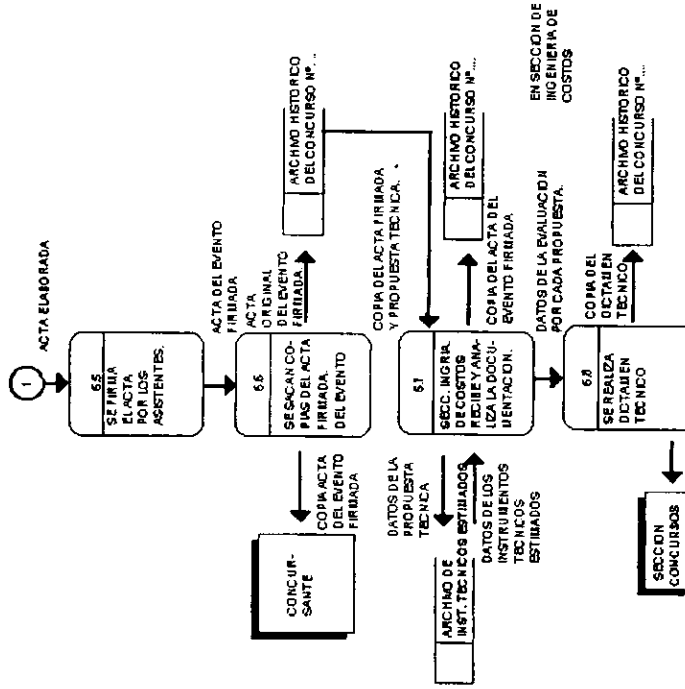 1
ACTA ELABORADA
6.5
SE FIRMA
EL ACTA
POR LOS
ASISTENTES.
ACTA DEL EVENTO
FIRMADA
6.6
SE SACAN CO-
PIAS DEL ACTA
FIRMADA.
DEL EVENTO
ACTA
ORIGINAL
DEL EVENTO
FIRMADA.
ARCHIVO HISTORICO
DEL CONCURSO Nº....
COPIA ACTA
DEL EVENTO
FIRMADA
CONCUR-
SANTE
COPIA DEL ACTA FIRMADA
Y PROPUESTA TECNICA.
6.7
SECC. INGRIA.
DE COSTOS
RECIBE Y ANA-
LIZA LA DOCU-
MENTACION.
DATOS DE LA
PROPUESTA
TECNICA
ARCHIVO DE
INST. TECNICOS ESTIMADOS
DATOS DE LOS
INSTRUMENTOS
TECNICOS
ESTIMADOS
COPIA DEL ACTA DEL
EVENTO FIRMADA
ARCHIVO HISTORICO
DEL CONCURSO Nº....
EN SECCION DE
INGENIERIA DE
COSTOS
DATOS DE LA EVALUACION
POR CADA PROPUESTA.
6.8
SE REALIZA
DICTAMEN
TECNICO
COPIA DEL
DICTAMEN
TECNICO
ARCHIVO HISTORICO
DEL CONCURSO Nº....
SECCION
CONCURSOS